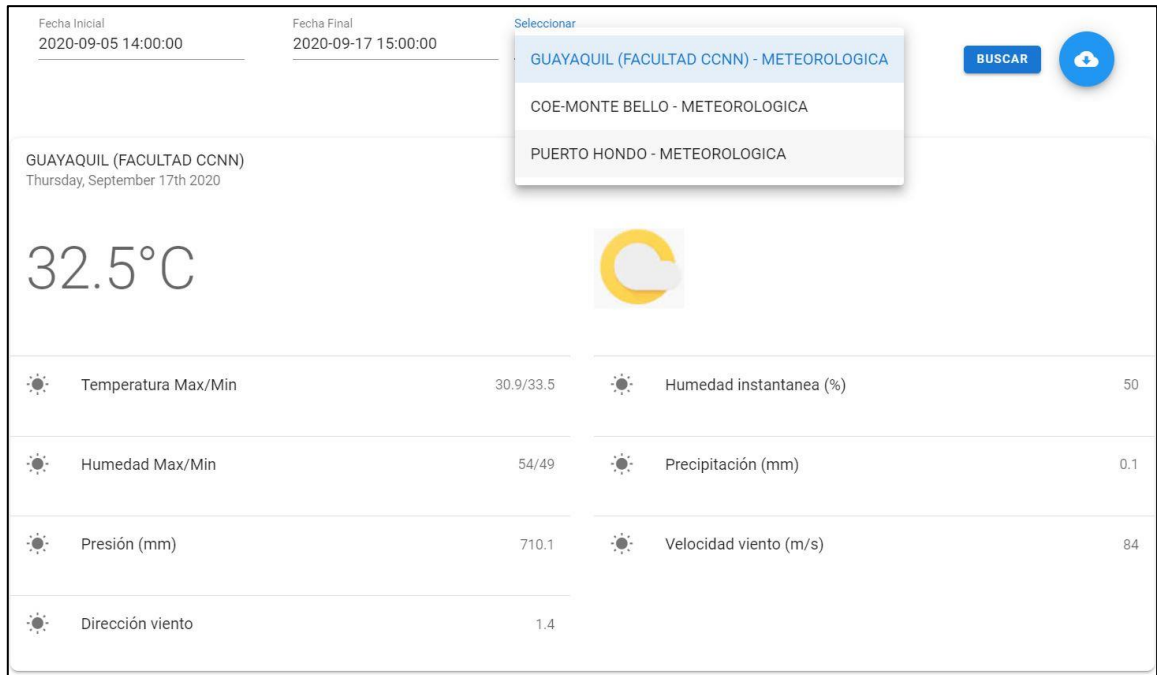 Fecha Inicial
2020-09-05 14:00:00
Fecha Final
2020-09-17 15:00:00
Seleccionar
GUAYAQUIL (FACULTAD CCNN) - METEOROLOGICA
COE-MONTE BELLO - METEOROLOGICA
PUERTO HONDO - METEOROLOGICA
BUSCAR
GUAYAQUIL (FACULTAD CCNN)
Thursday, September 17th 2020
32.5°C
Temperatura Max/Min 30.9/33.5
Humedad instantanea (%) 50
Humedad Max/Min 54/49
Precipitación (mm) 0.1
Presión (mm) 710.1
Velocidad viento (m/s) 84
Dirección viento 1.4